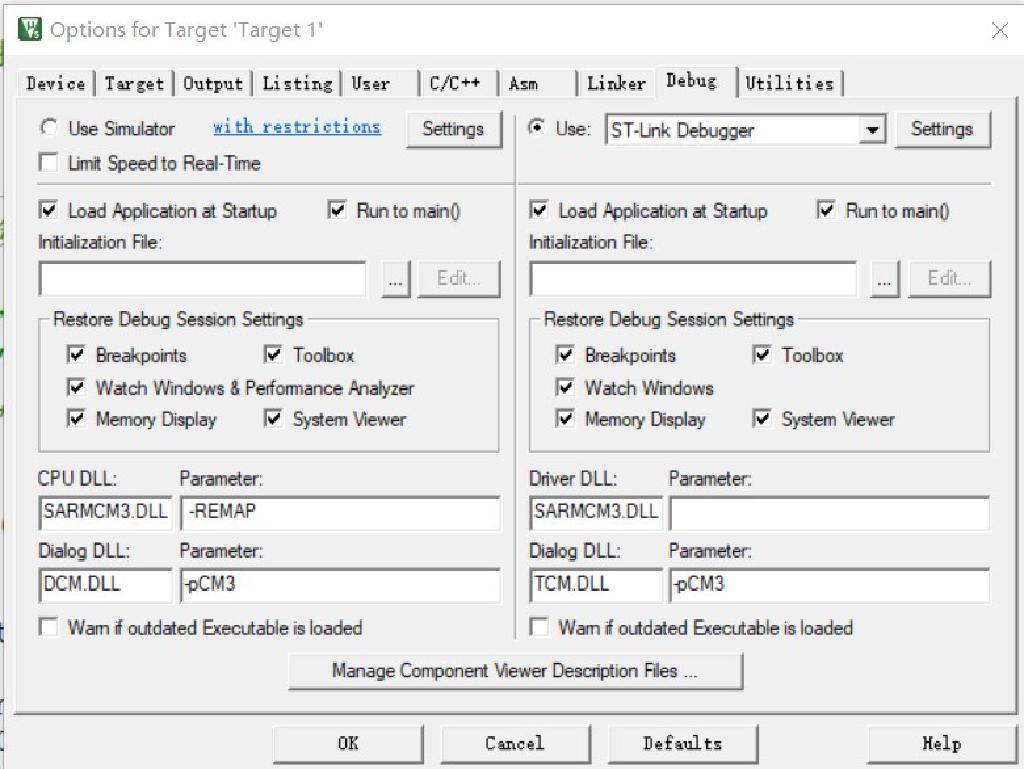 Options for Target 'Target 1'
Device Target Output Listing User C/C++ Asm Linker Debug Utilities
Use Simulator with restrictions Settings
Limit Speed to Real-Time
Load Application at Startup Run to main()
Initialization File:
... Edit...
Restore Debug Session Settings
Breakpoints Toolbox
Watch Windows & Performance Analyzer
Memory Display System Viewer
CPU DLL: Parameter:
SARMCM3.DLL -REMAP
Dialog DLL: Parameter:
DCM.DLL -pCM3
Warn if outdated Executable is loaded
Use: ST-Link Debugger Settings
Load Application at Startup Run to main()
Initialization File:
... Edit...
Restore Debug Session Settings
Breakpoints Toolbox
Watch Windows
Memory Display System Viewer
Driver DLL: Parameter:
SARMCM3.DLL
Dialog DLL: Parameter:
TCM.DLL -pCM3
Warn if outdated Executable is loaded
Manage Component Viewer Description Files ...
OK Cancel Defaults Help